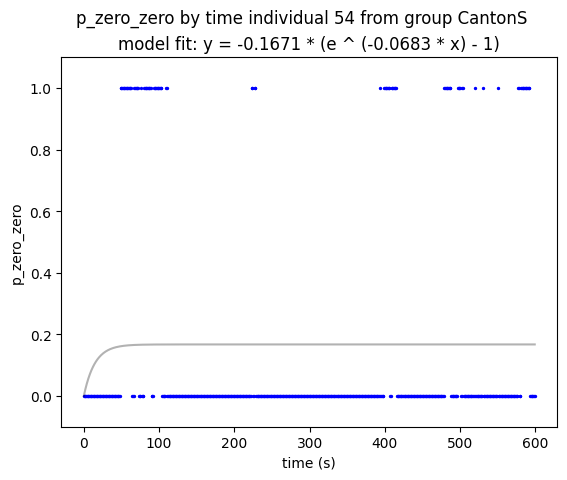 p_zero_zero by time individual 54 from group CantonS
model fit: y = -0.1671 * (e ^ (-0.0683 * x) - 1)
1.0
0.8
0.6
0.4
0.2
0.0
p_zero_zero
0 100 200 300 400 500 600
time (s)